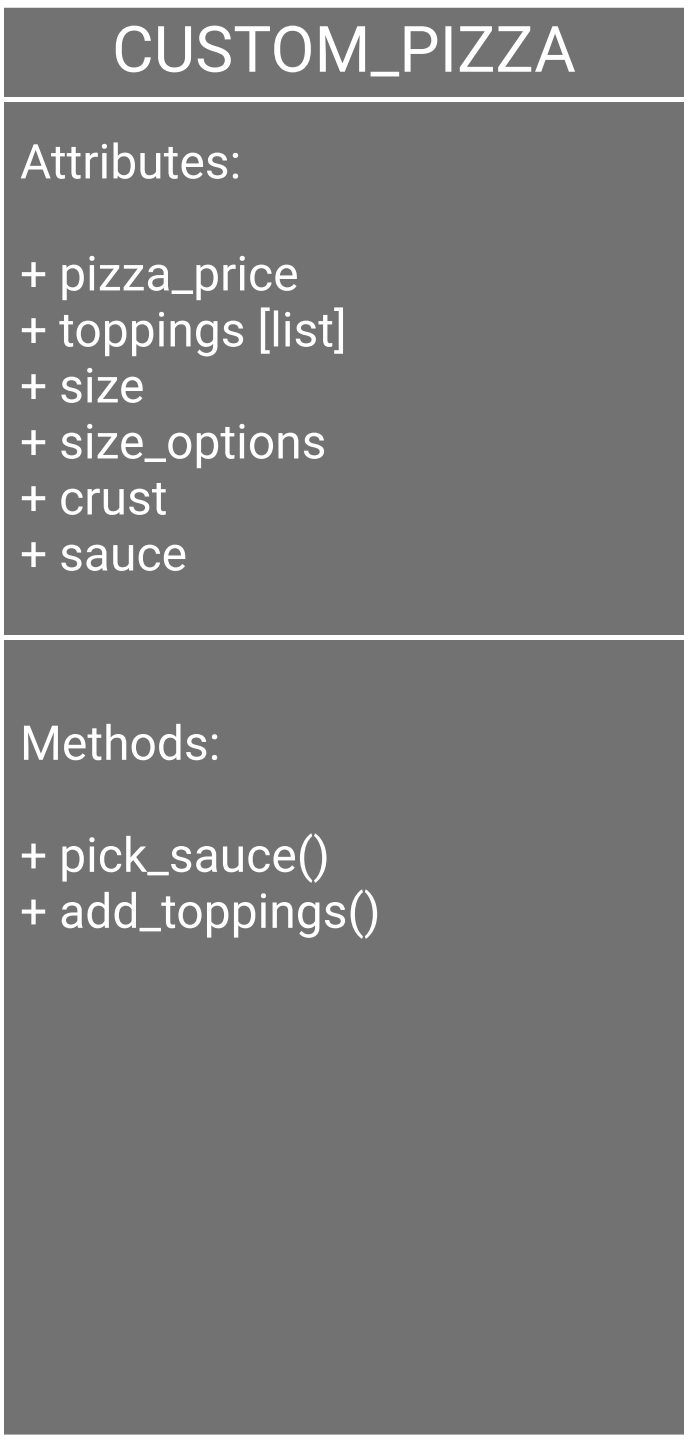 CUSTOM_PIZZA
Attributes:
+ pizza_price
+ toppings [list]
+ size
+ size_options
+ crust
+ sauce
Methods:
+ pick_sauce()
+ add_toppings()